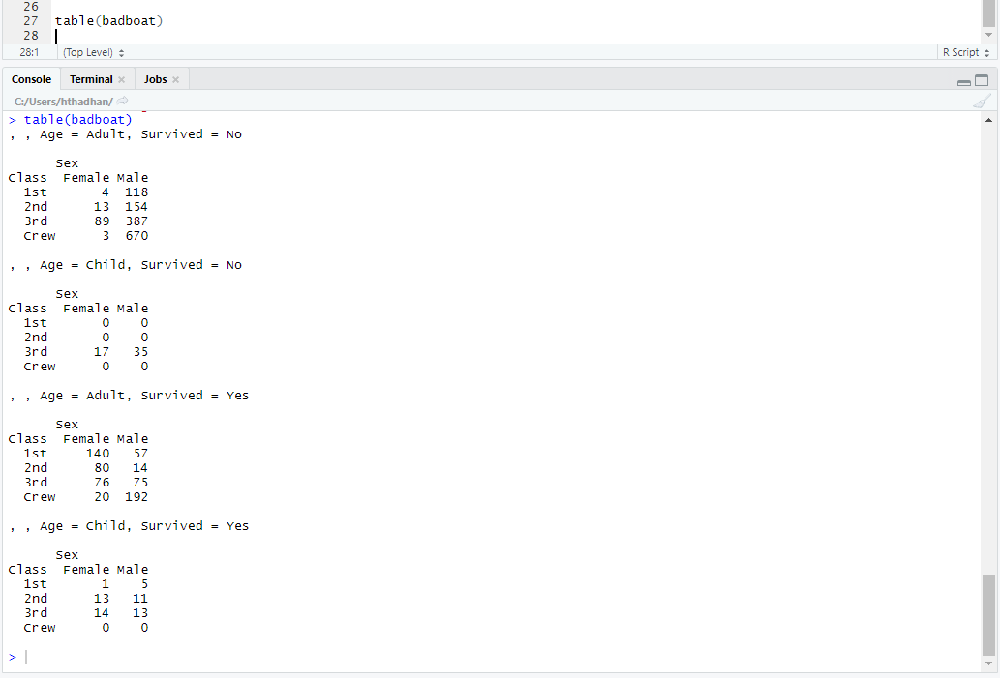 26
27 table(badboat)
28
28:1 (Top Level) R Script
Console Terminal × Jobs ×
C:/Users/hthadhan/
> table(badboat)
, , Age = Adult, Survived = No
Sex
Class Female Male
1st 4 118
2nd 13 154
3rd 89 387
Crew 3 670
, , Age = Child, Survived = No
Sex
Class Female Male
1st 0 0
2nd 0 0
3rd 17 35
Crew 0 0
, , Age = Adult, Survived = Yes
Sex
Class Female Male
1st 140 57
2nd 80 14
3rd 76 75
Crew 20 192
, , Age = Child, Survived = Yes
Sex
Class Female Male
1st 1 5
2nd 13 11
3rd 14 13
Crew 0 0
>